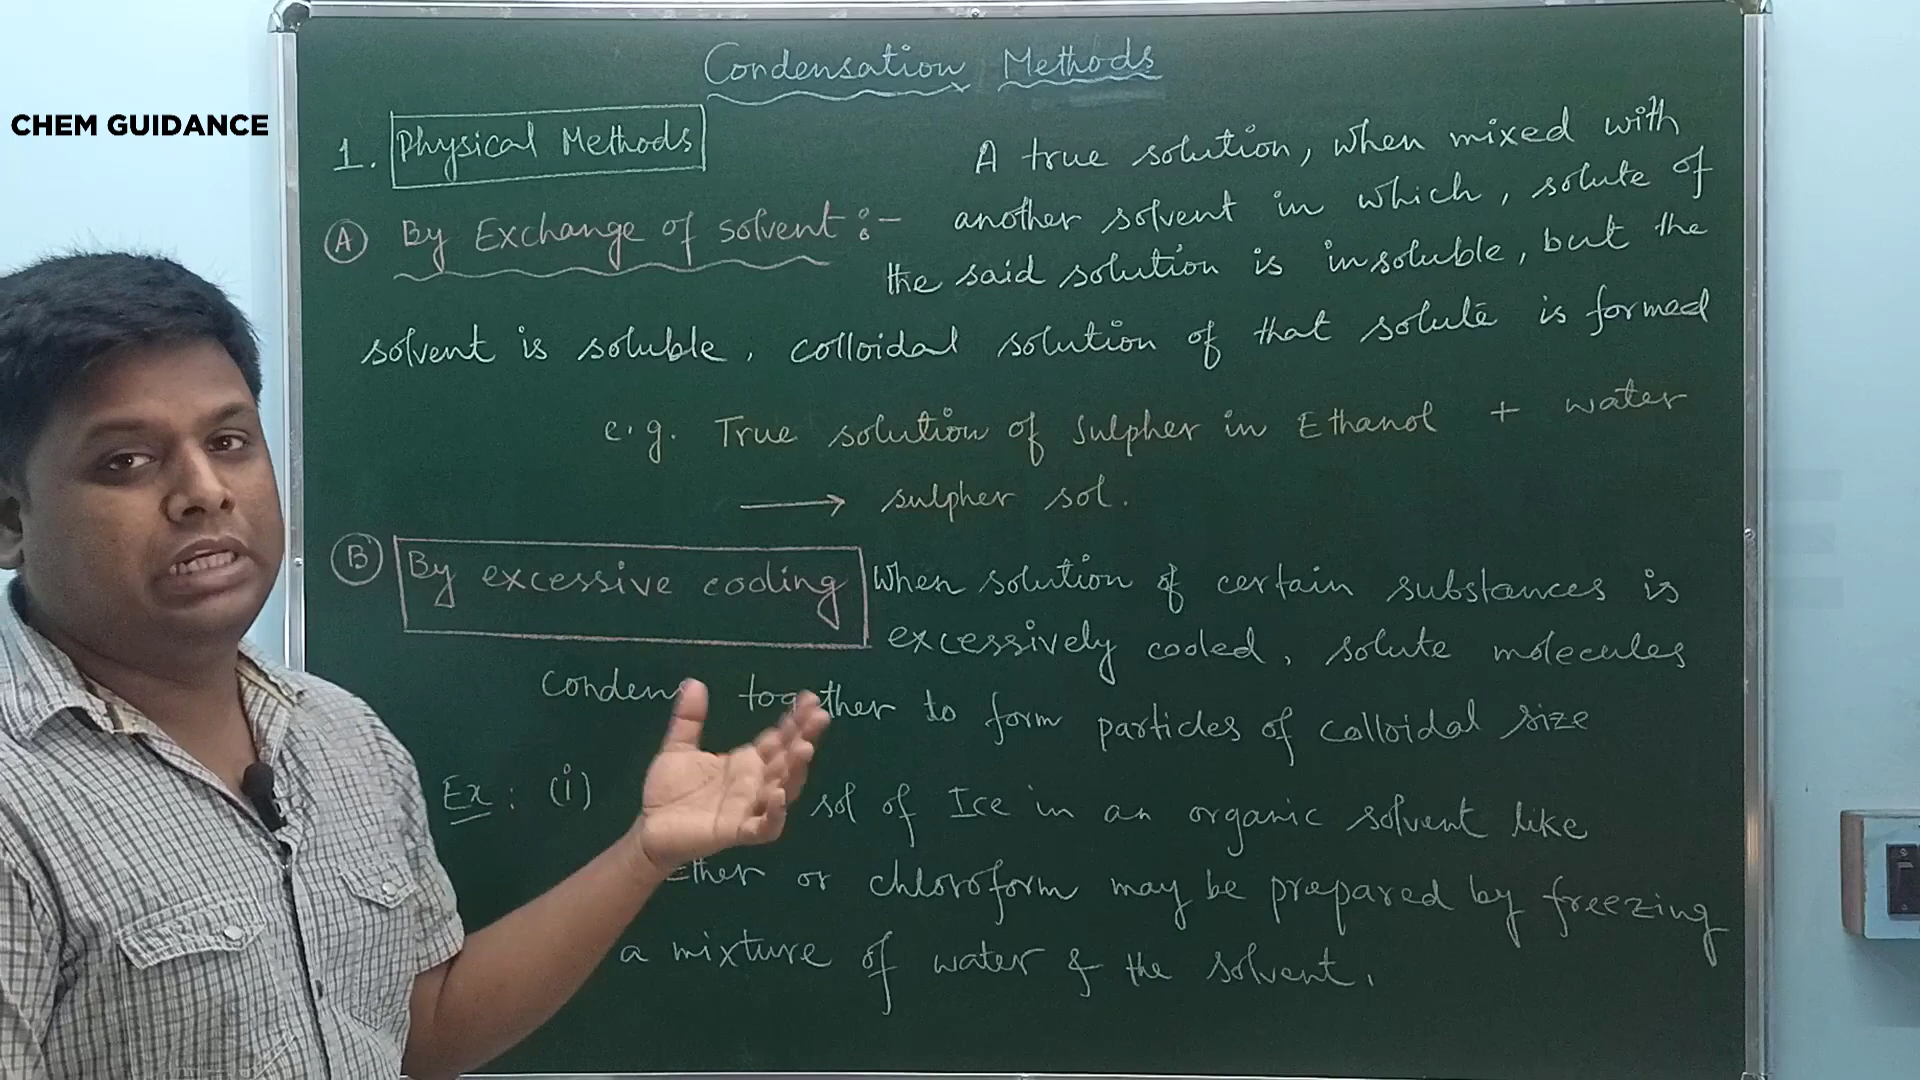 Condensation Methods
CHEM GUIDANCE
1. Physical Methods
(A) By Exchange of solvent :- A true solution, when mixed with
another solvent in which, solute of
the said solution is insoluble, but the
solvent is soluble, colloidal solution of that solute is formed
e.g. True solution of Sulpher in Ethanol + water
→ sulpher sol.
(B) By excessive cooling When solution of certain substances is
excessively cooled, solute molecules
together to form particles of colloidal size
Ex: (i) sol of Ice in an organic solvent like
Ether or chloroform may be prepared by freezing
a mixture of water & the solvent.